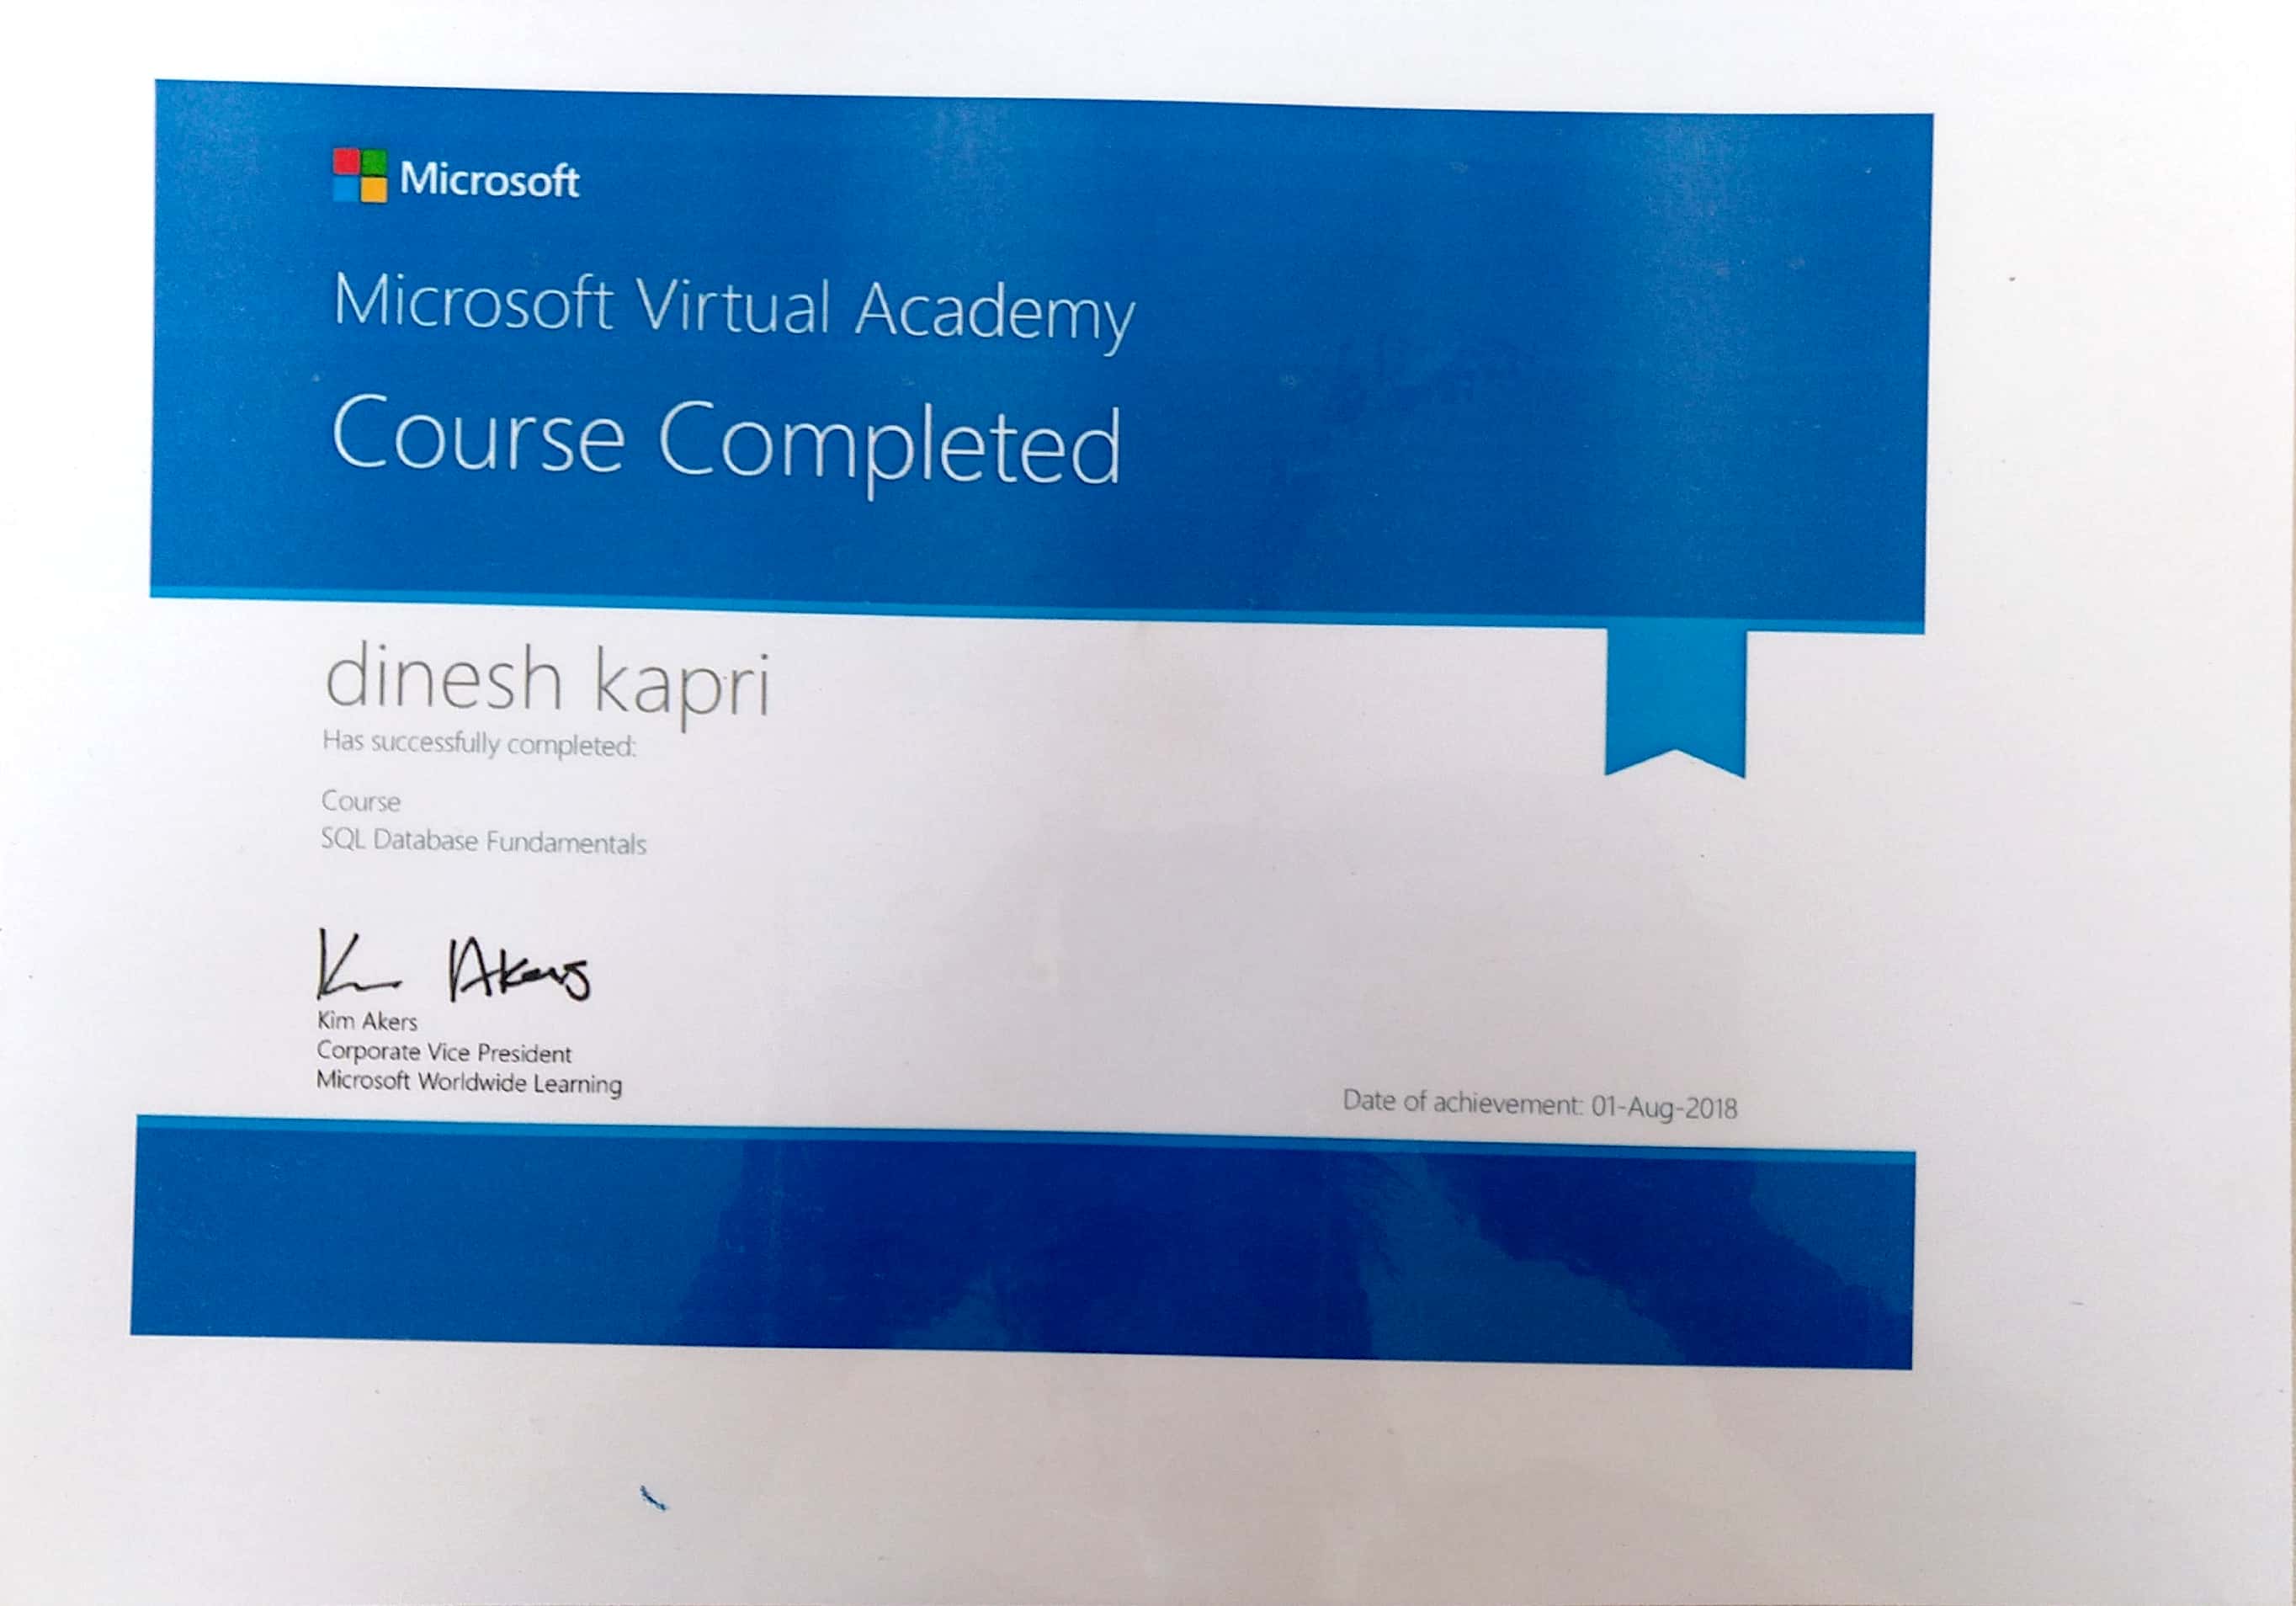 Microsoft
Microsoft Virtual Academy
Course Completed
dinesh kapri
Has successfully completed:
Course
SQL Database Fundamentals
Kim Akers
Kim Akers
Corporate Vice President
Microsoft Worldwide Learning
Date of achievement: 01-Aug-2018